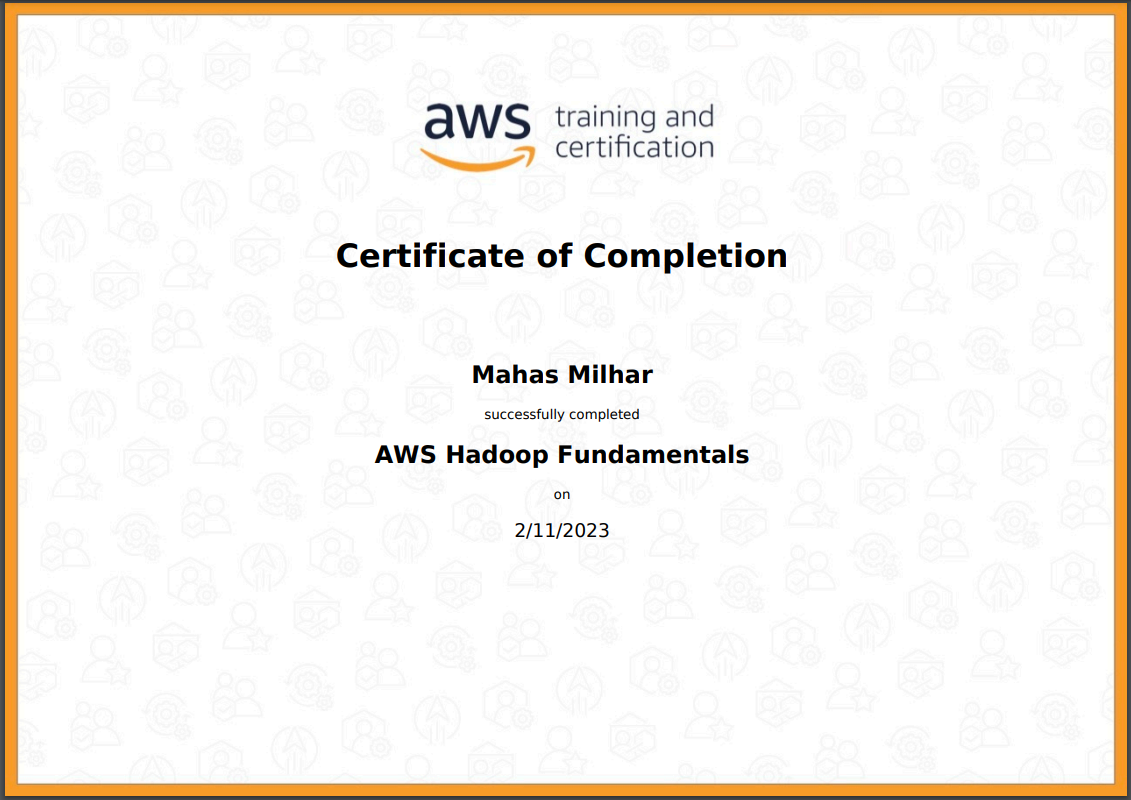 aws training and
certification
Certificate of Completion
Mahas Milhar
successfully completed
AWS Hadoop Fundamentals
on
2/11/2023